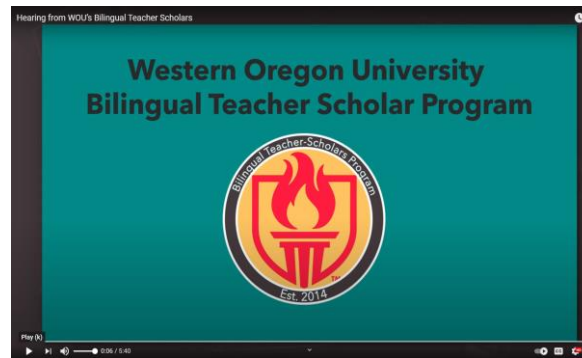 Hearing from WOU's Bilingual Teacher Scholars
Western Oregon University
Bilingual Teacher Scholar Program
Bilingual Teacher-Scholars Program
TM
Est. 2014
Play (k)
0:06 / 5:40